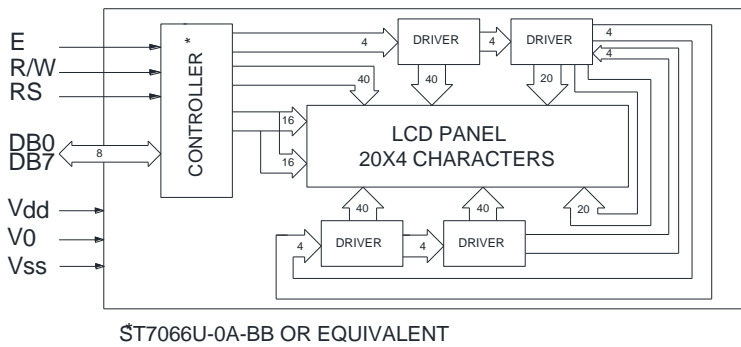 E
R/W
RS
DB0
DB7
8
Vdd
V0
Vss
CONTROLLER *
4
DRIVER
4
DRIVER
4
4
40
40
20
16
16
LCD PANEL
20X4 CHARACTERS
40
40
20
4
DRIVER
4
DRIVER
*ST7066U-0A-BB OR EQUIVALENT